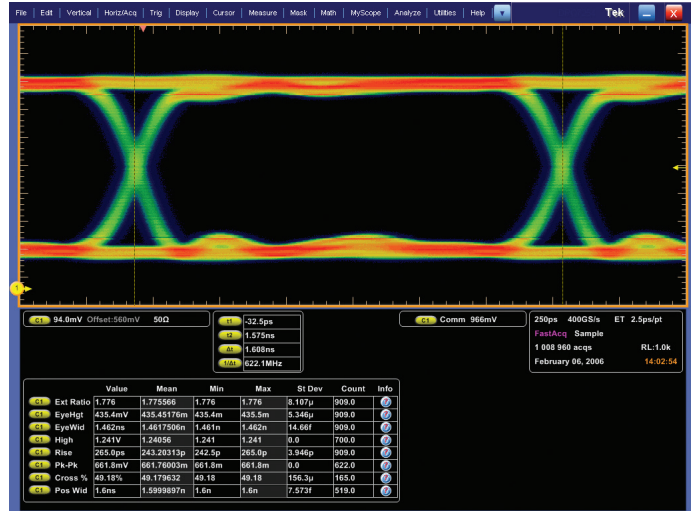 File Edit Vertical Horiz/Acq Trig Display Cursor Measure Mask Math MyScope Analyze Utilities Help Tek X
1
C1 94.0mV Offset:560mV 50Ω
t1 -32.5ps
t2 1.575ns
Δt 1.608ns
1/Δt 622.1MHz
C1 Comm 966mV
250ps 400GS/s ET 2.5ps/pt
FastAcq Sample
1 008 960 acqs RL:1.0k
February 06, 2006 14:02:54
Value Mean Min Max St Dev Count Info
C1 Ext Ratio 1.776 1.775566 1.776 1.776 8.107µ 909.0
C1 EyeHgt 435.4mV 435.45176m 435.4m 435.5m 5.346µ 909.0
C1 EyeWid 1.462ns 1.4617506n 1.461n 1.462n 14.66f 909.0
C1 High 1.241V 1.24056 1.241 1.241 0.0 700.0
C1 Rise 265.0ps 243.20313p 242.5p 265.0p 3.946p 909.0
C1 Pk-Pk 661.8mV 661.76003m 661.8m 661.8m 0.0 622.0
C1 Cross % 49.18% 49.179632 49.18 49.18 156.3µ 165.0
C1 Pos Wid 1.6ns 1.5999897n 1.6n 1.6n 7.573f 519.0